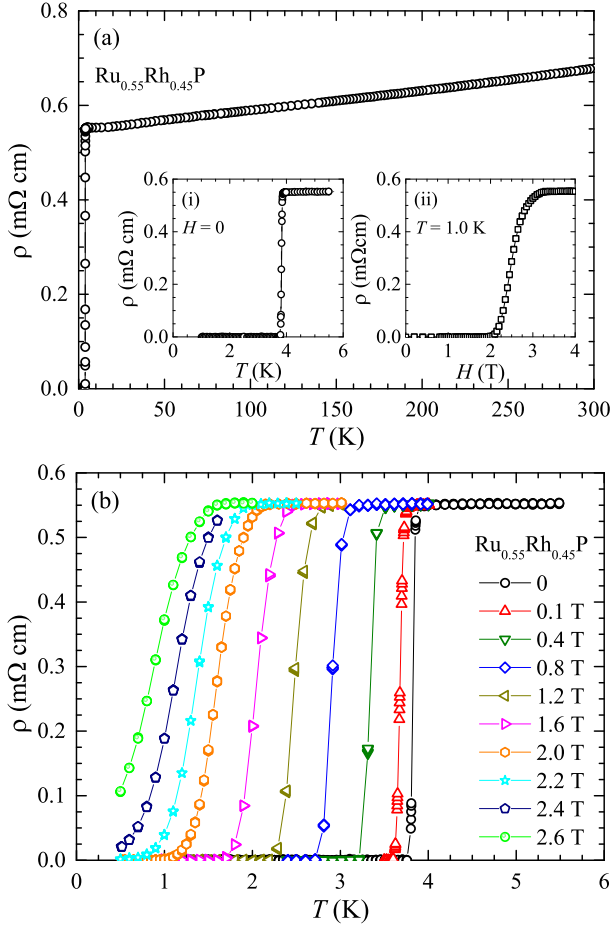 (a)
Ru0.55Rh0.45P
ρ (mΩ cm)
0.8
0.6
0.4
0.2
0.0
0 50 100 150 200 250 300
T (K)
(i)
H = 0
ρ (mΩ cm)
0.6
0.4
0.2
0.0
0 2 4 6
T (K)
(ii)
T = 1.0 K
ρ (mΩcm)
0.6
0.4
0.2
0.0
0 1 2 3 4
H (T)
(b)
ρ (mΩ cm)
0.6
0.5
0.4
0.3
0.2
0.1
0.0
0 1 2 3 4 5 6
T (K)
Ru0.55Rh0.45P
0
0.1 T
0.4 T
0.8 T
1.2 T
1.6 T
2.0 T
2.2 T
2.4 T
2.6 T